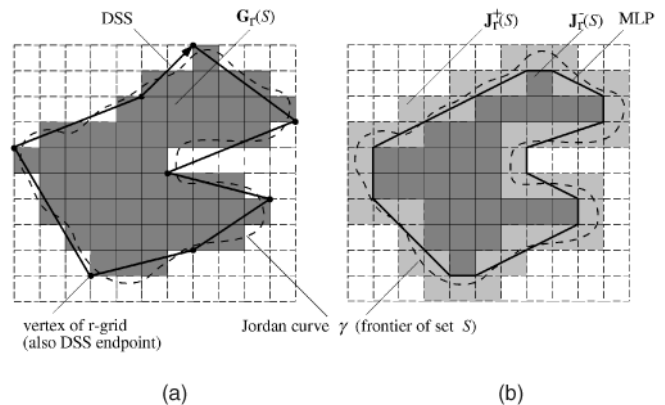 DSS
G_r(S)
J_r^+(S)
J_r^-(S)
MLP
vertex of r-grid
(also DSS endpoint)
Jordan curve γ (frontier of set S)
(a)
(b)